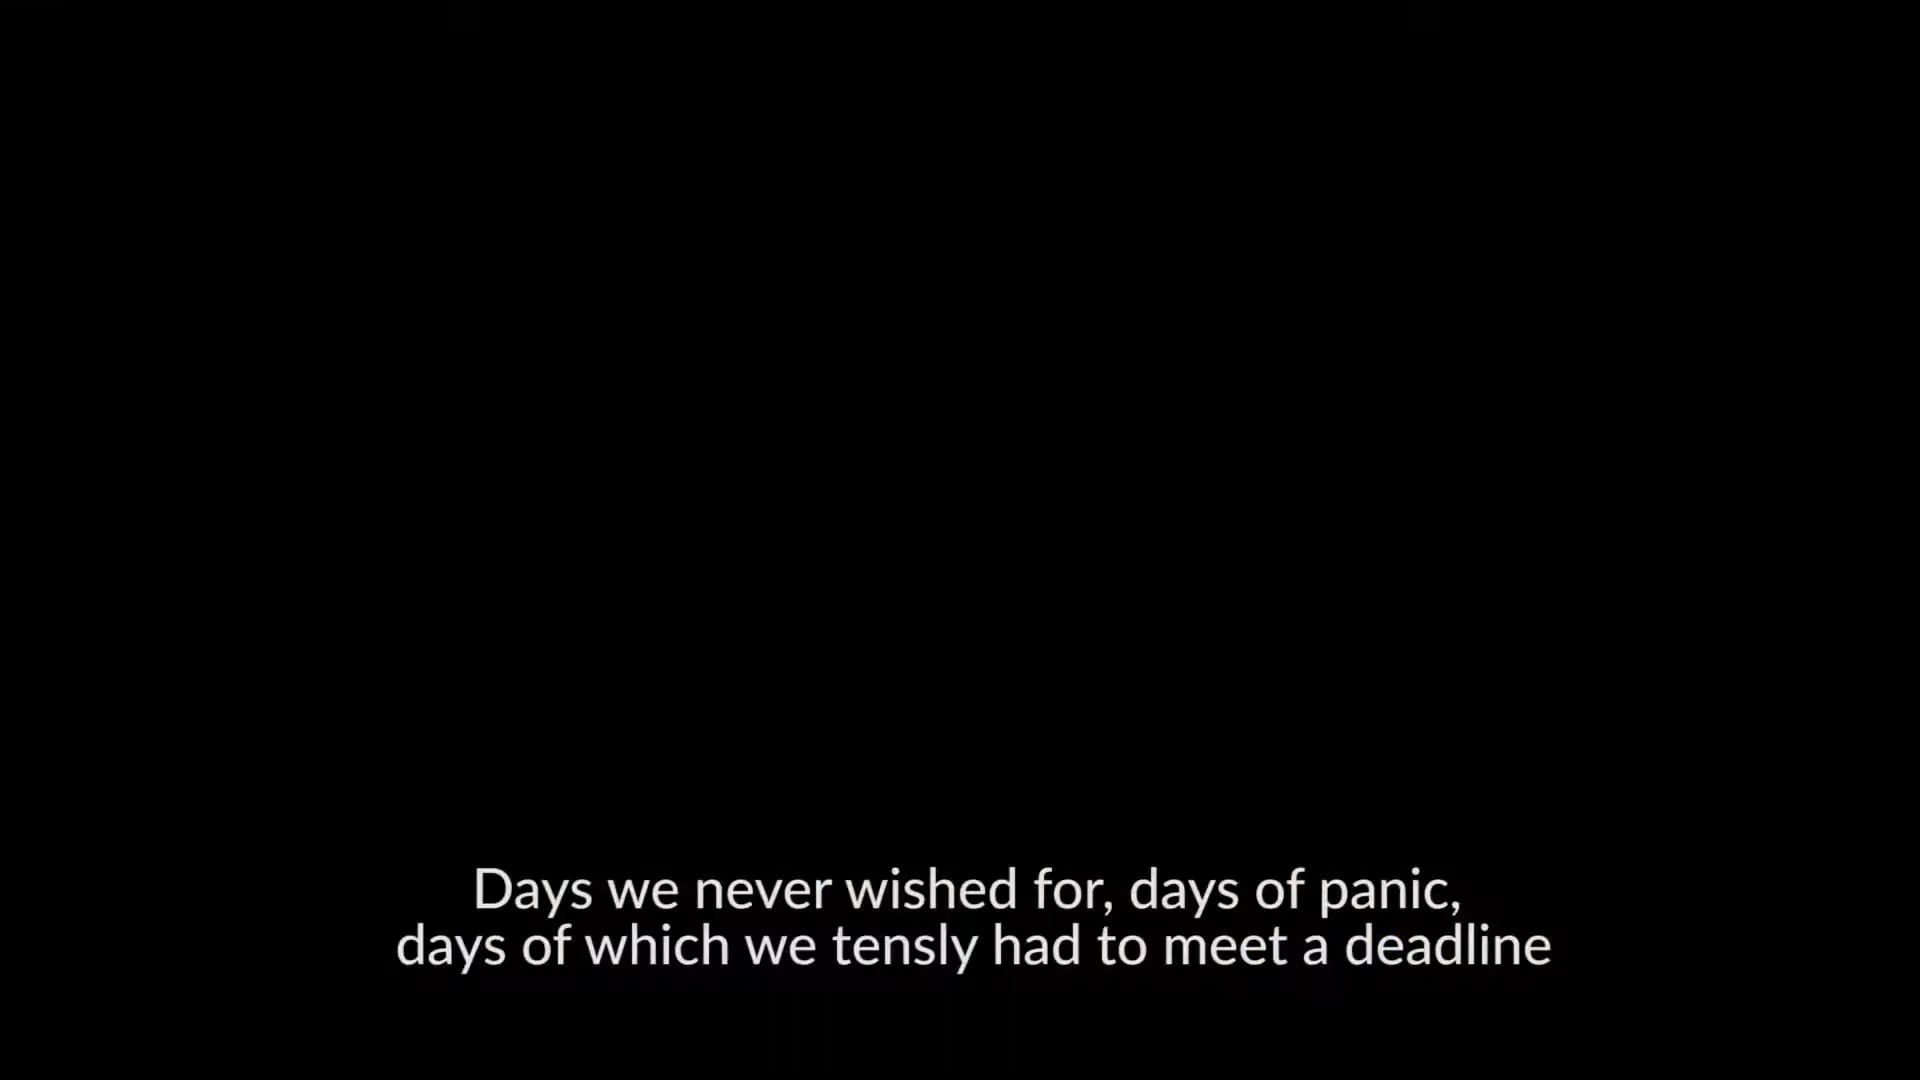 Days we never wished for, days of panic,
days of which we tensly had to meet a deadline